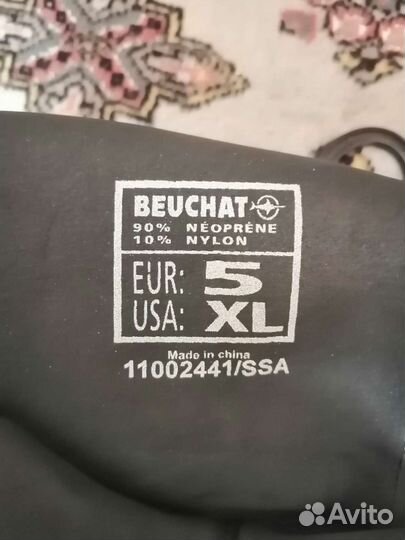 BEUCHAT
90% NÉOPRÈNE
10% NYLON
EUR: 5
USA: XL
Made in china
11002441/SSA
Avito